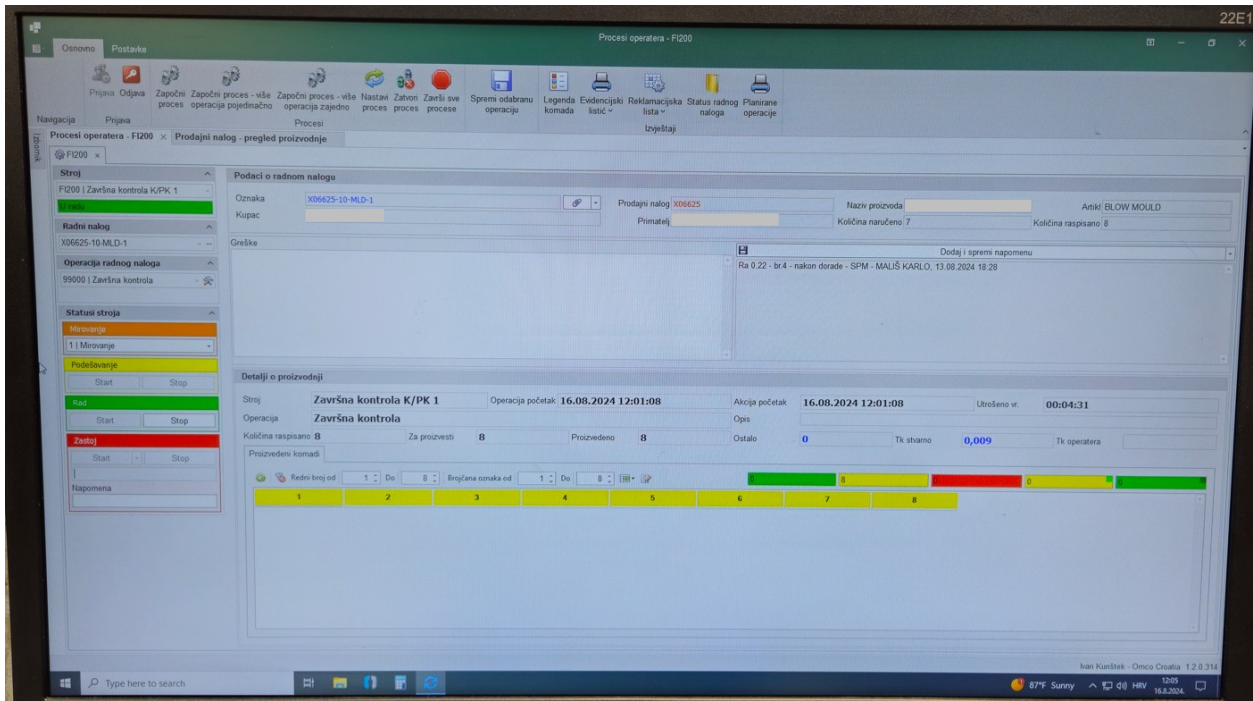 22E1
Procesi operatera - FI200
Osnovno Postavke
Prijava Odjava
Započni proces
Započni proces - više operacija pojedinačno
Započni proces - više operacija zajedno
Nastavi proces
Zatvori proces
Završi sve procese
Spremi odabranu operaciju
Legenda komada
Evidencijski listić
Reklamacijska lista
Status radnog naloga
Planirane operacije
Navigacija Prijava Procesi Izvještaji
Izbornik
Procesi operatera - FI200 × Prodajni nalog - pregled proizvodnje
FI200 ×
Stroj
FI200 | Završna kontrola K/PK 1
U radu
Radni nalog
X06625-10-MLD-1
Operacija radnog naloga
99000 | Završna kontrola
Statusi stroja
Mirovanje
1 | Mirovanje
Podešavanje
Start Stop
Rad
Start Stop
Zastoj
Start Stop
Napomena
Podaci o radnom nalogu
Oznaka X06625-10-MLD-1 Prodajni nalog X06625 Naziv proizvoda Artikl BLOW MOULD
Kupac Primatelj Količina naručeno 7 Količina raspisano 8
Greške
Dodaj i spremi napomenu
Ra 0,22 - br.4 - nakon dorade - SPM - MALIŠ KARLO, 13.08.2024 18:28
Detalji o proizvodnji
Stroj Završna kontrola K/PK 1 Operacija početak 16.08.2024 12:01:08 Akcija početak 16.08.2024 12:01:08 Utrošeno vr. 00:04:31
Operacija Završna kontrola Opis
Količina raspisano 8 Za proizvesti 8 Proizvedeno 8 Ostalo 0 Tk stvarno 0,009 Tk operatera
Proizvedeni komadi
Redni broj od 1 Do 8 Brojčana oznaka od 1 Do 8 0 8 0 0 0
1 2 3 4 5 6 7 8
Ivan Kunštek - Omco Croatia 1.2.0.314
Type here to search
87°F Sunny HRV 12:05
16.8.2024.